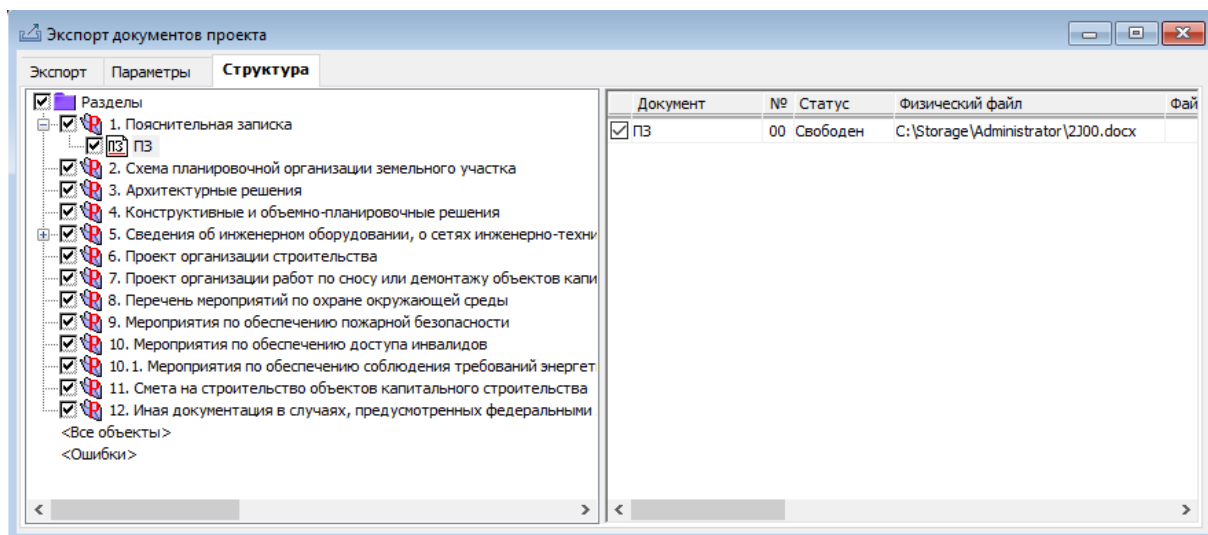 Экспорт документов проекта
Экспорт Параметры Структура
Разделы
1. Пояснительная записка
ПЗ ПЗ
2. Схема планировочной организации земельного участка
3. Архитектурные решения
4. Конструктивные и объемно-планировочные решения
5. Сведения об инженерном оборудовании, о сетях инженерно-техни
6. Проект организации строительства
7. Проект организации работ по сносу или демонтажу объектов капи
8. Перечень мероприятий по охране окружающей среды
9. Мероприятия по обеспечению пожарной безопасности
10. Мероприятия по обеспечению доступа инвалидов
10.1. Мероприятия по обеспечению соблюдения требований энергет
11. Смета на строительство объектов капитального строительства
12. Иная документация в случаях, предусмотренных федеральными
<Все объекты>
<Ошибки>
Документ № Статус Физический файл Фай
ПЗ 00 Свободен C:\Storage\Administrator\2J00.docx